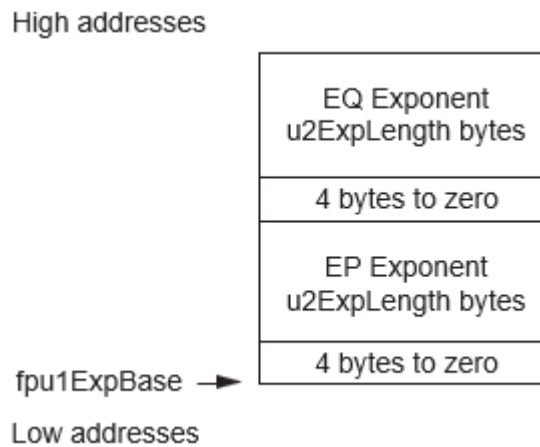 High addresses
EQ Exponent
u2ExpLength bytes
4 bytes to zero
EP Exponent
u2ExpLength bytes
4 bytes to zero
fpu1ExpBase
Low addresses